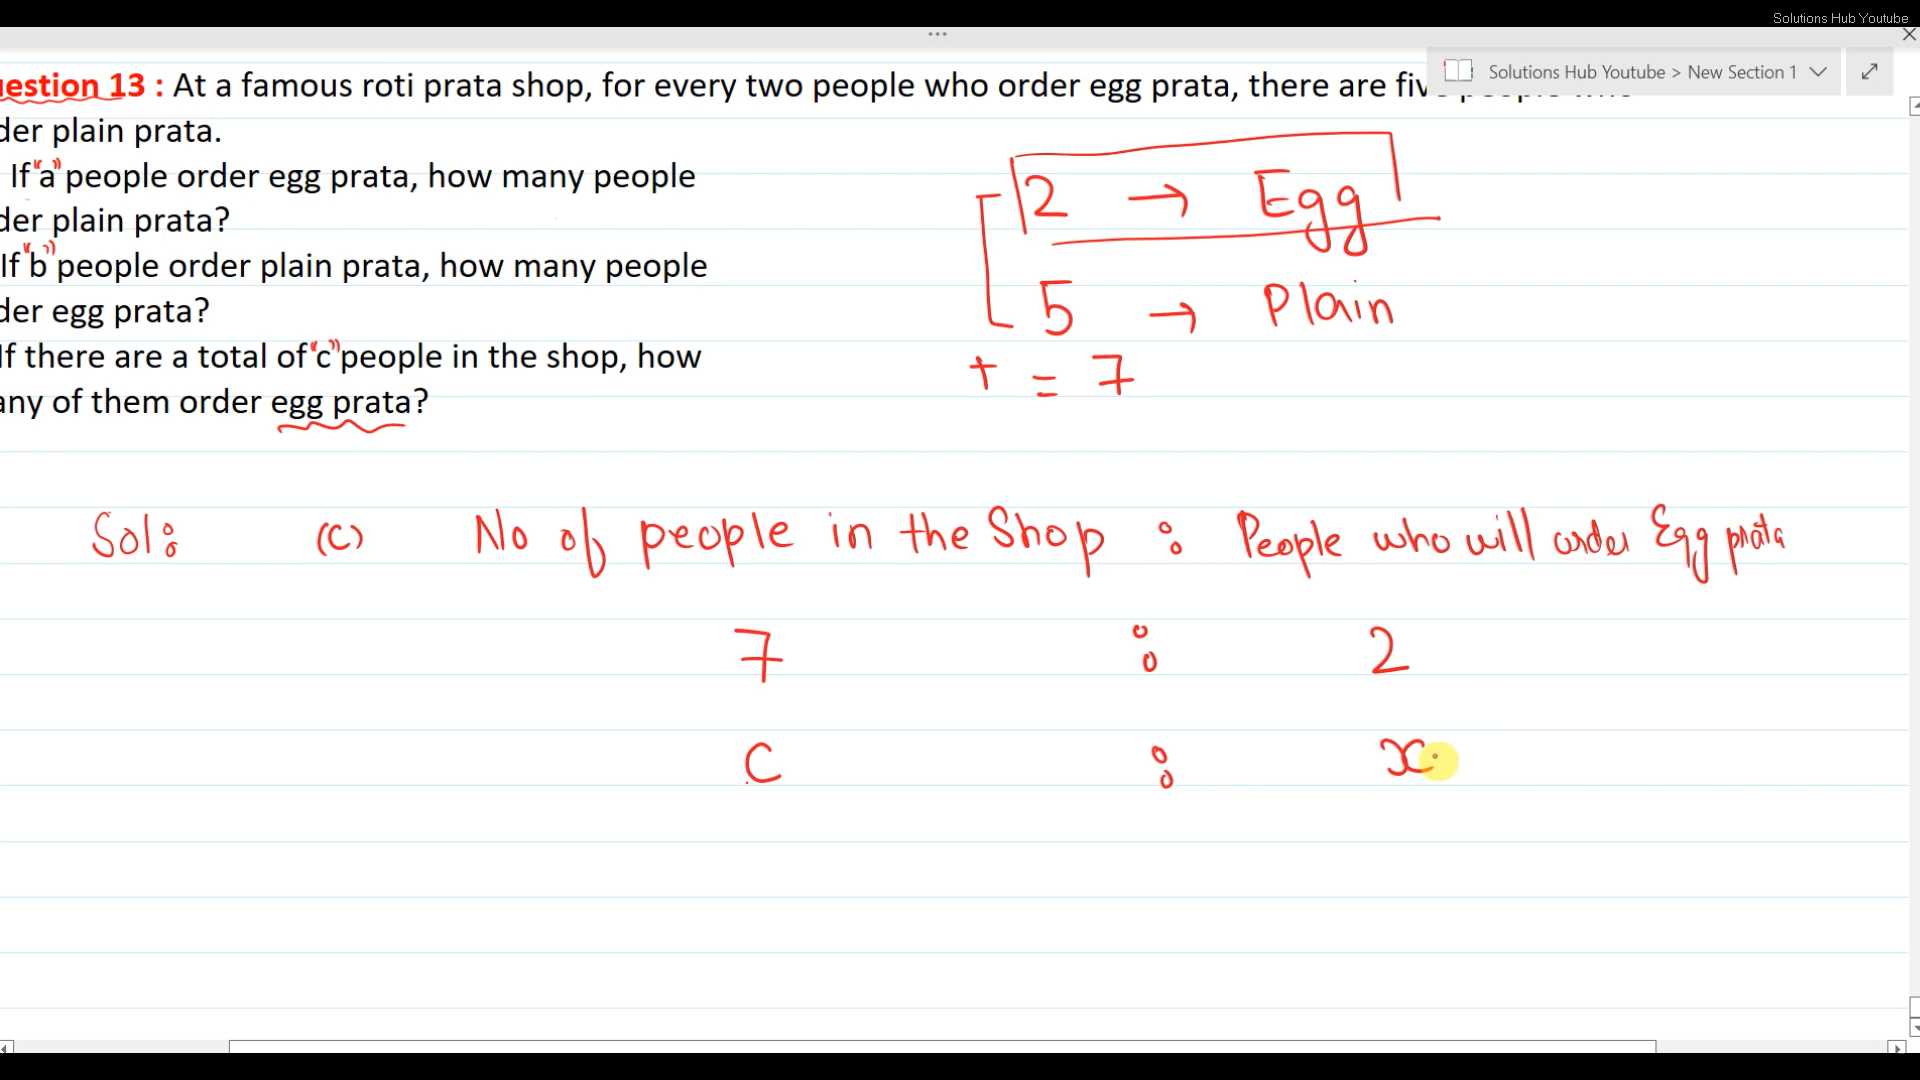 Solutions Hub Youtube
Solutions Hub Youtube > New Section 1
uestion 13 : At a famous roti prata shop, for every two people who order egg prata, there are five people who
der plain prata.
If "a" people order egg prata, how many people
der plain prata?
If "b" people order plain prata, how many people
der egg prata?
If there are a total of "c" people in the shop, how
any of them order egg prata?
2 → Egg
5 → Plain
+ = 7
Sol: (c) No of people in the Shop : People who will order Egg prata
7 : 2
C : x